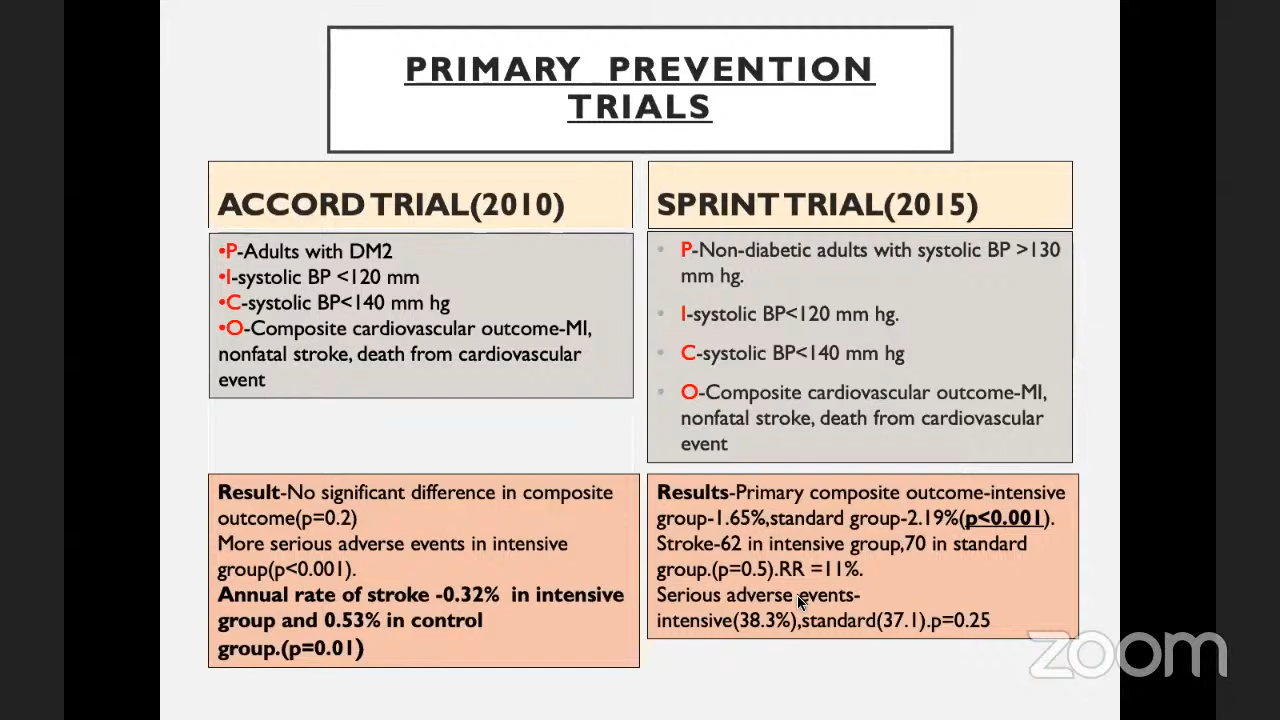 PRIMARY PREVENTION
TRIALS
ACCORD TRIAL(2010)
•P-Adults with DM2
•I-systolic BP <120 mm
•C-systolic BP<140 mm hg
•O-Composite cardiovascular outcome-MI,
nonfatal stroke, death from cardiovascular
event
Result-No significant difference in composite
outcome(p=0.2)
More serious adverse events in intensive
group(p<0.001).
Annual rate of stroke -0.32% in intensive
group and 0.53% in control
group.(p=0.01)
SPRINT TRIAL(2015)
• P-Non-diabetic adults with systolic BP >130
mm hg.
• I-systolic BP<120 mm hg.
• C-systolic BP<140 mm hg
• O-Composite cardiovascular outcome-MI,
nonfatal stroke, death from cardiovascular
event
Results-Primary composite outcome-intensive
group-1.65%,standard group-2.19%(p<0.001).
Stroke-62 in intensive group,70 in standard
group.(p=0.5).RR =11%.
Serious adverse events-
intensive(38.3%),standard(37.1).p=0.25
zoom